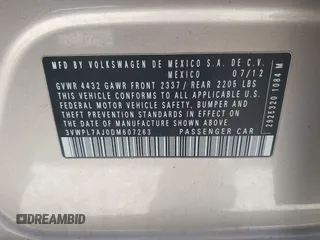 MFD BY VOLKSWAGEN DE MEXICO S.A. DE C.V.
MEXICO 07/12
GVWR 4432 GAWR FRONT 2337/ REAR 2205 LBS
THIS VEHICLE CONFORMS TO ALL APPLICABLE
FEDERAL MOTOR VEHICLE SAFETY, BUMPER AND
THEFT PREVENTION STANDARDS IN EFFECT ON
THE DATE OF MANUFACTURE SHOWN ABOVE.
3VWPL7AJ0DM607263 PASSENGER CAR
292E320 1084 M
DREAMBID